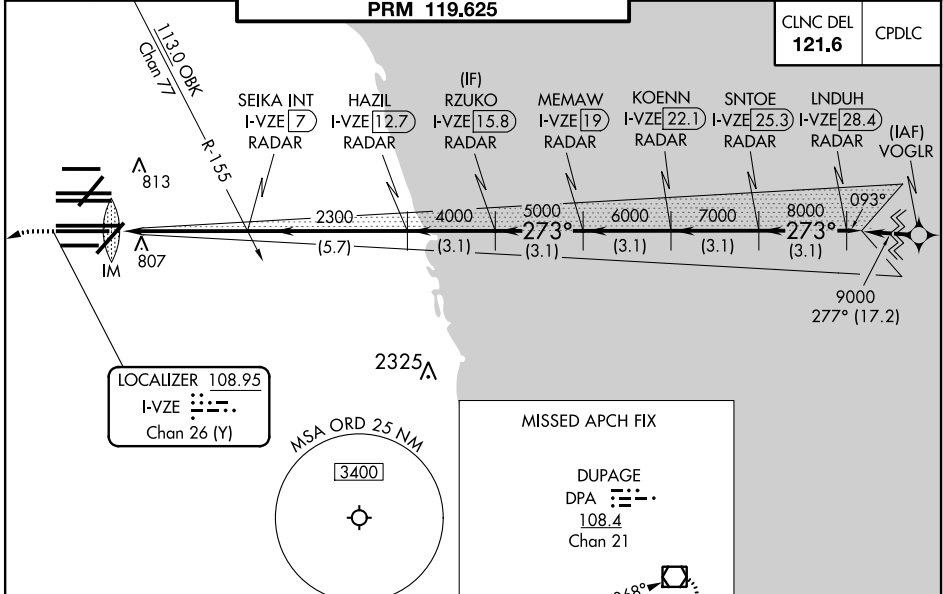 PRM 119.625
CLNC DEL
121.6
CPDLC
113.0 OBK
Chan 77
R-155
SEIKA INT
I-VZE 7
RADAR
HAZIL
I-VZE 12.7
RADAR
(IF)
RZUKO
I-VZE 15.8
RADAR
MEMAW
I-VZE 19
RADAR
KOENN
I-VZE 22.1
RADAR
SNTOE
I-VZE 25.3
RADAR
LNDUH
I-VZE 28.4
RADAR
(IAF)
VOGLR
813
807
IM
2300
(5.7)
4000
(3.1)
5000
273°
(3.1)
6000
(3.1)
7000
(3.1)
8000
273°
(3.1)
093°
9000
277° (17.2)
2325
LOCALIZER 108.95
I-VZE
Chan 26 (Y)
MSA ORD 25 NM
3400
MISSED APCH FIX
DUPAGE
DPA
108.4
Chan 21